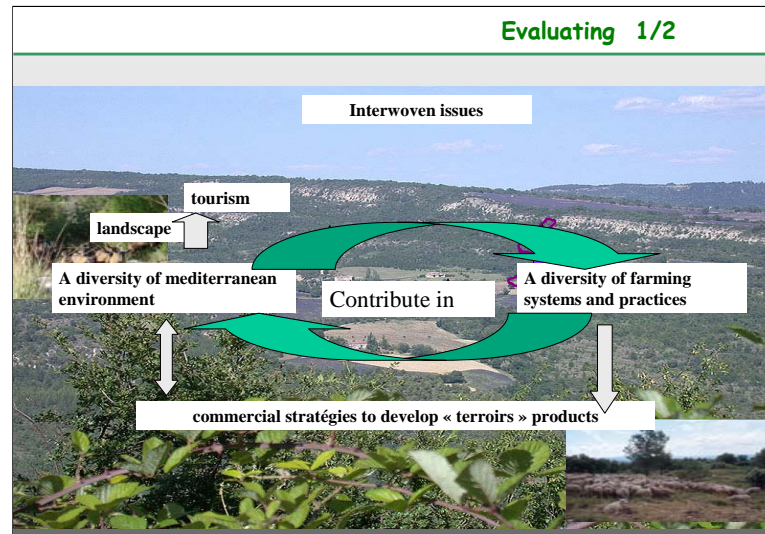 Evaluating 1/2
Interwoven issues
tourism
landscape
A diversity of mediterranean
environment
Contribute in
A diversity of farming
systems and practices
commercial stratégies to develop « terroirs » products